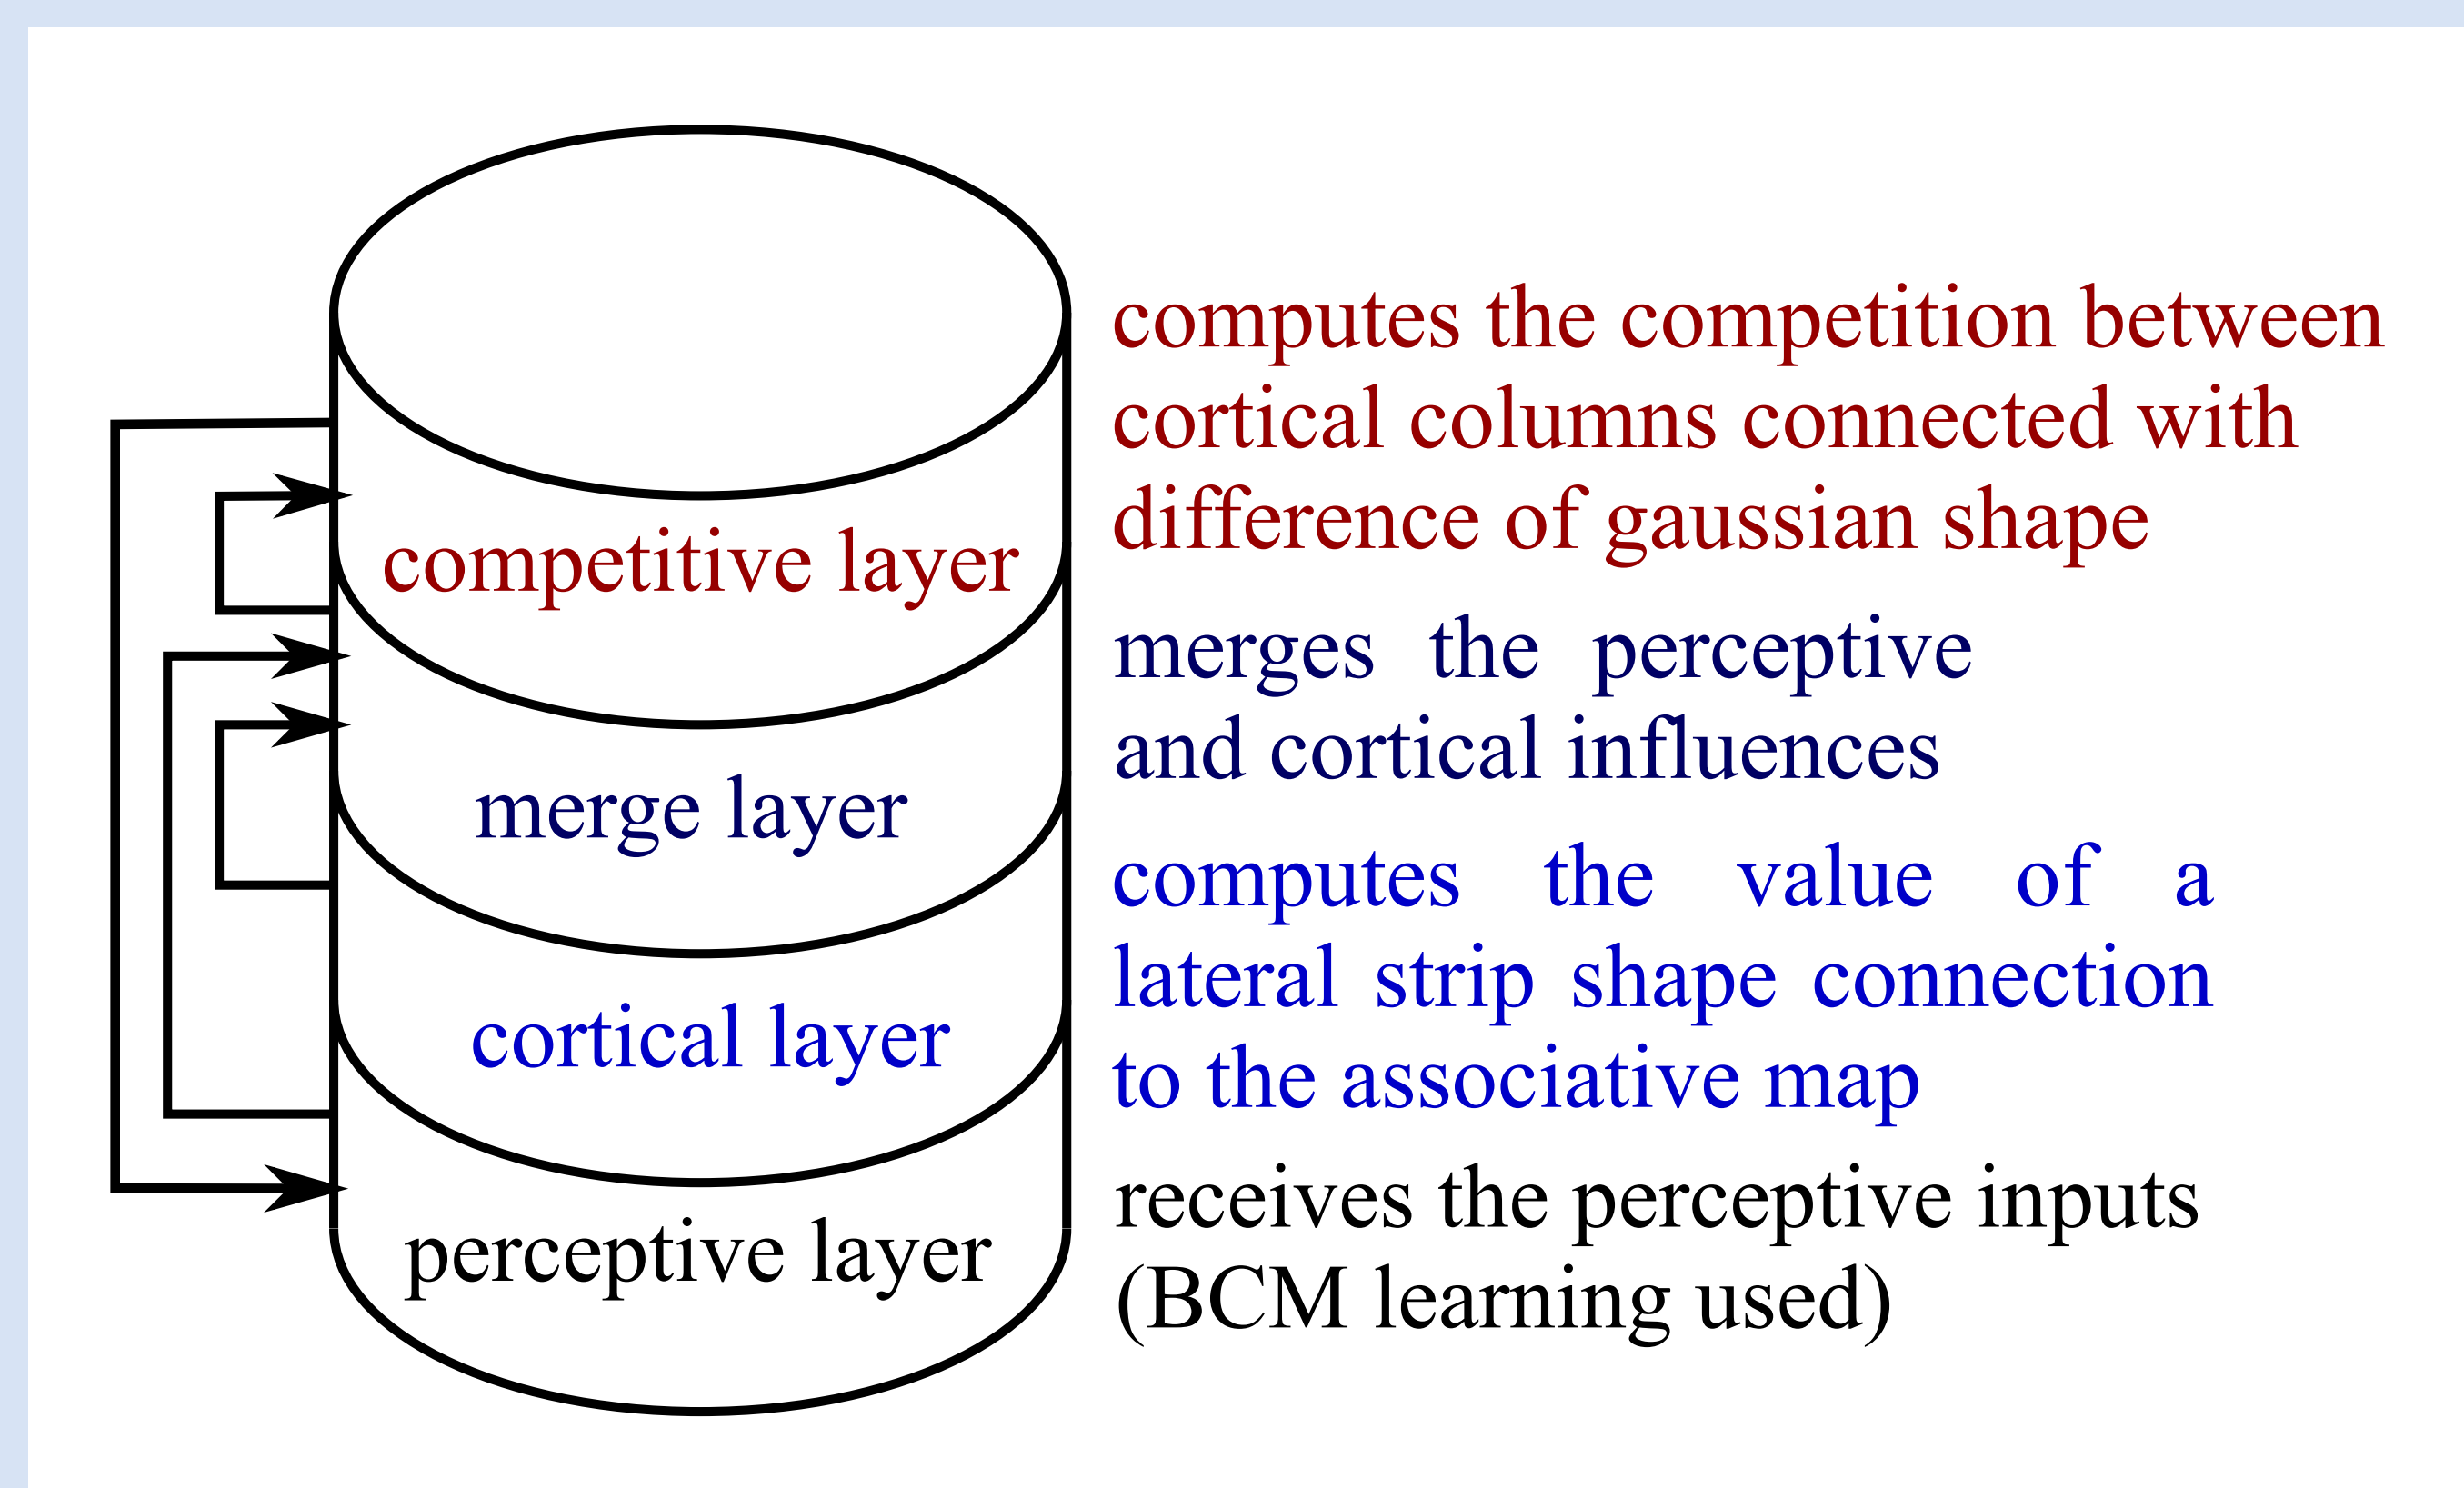 computes the competition between
cortical columns connected with
difference of gaussian shape
competitive layer
merges the perceptive
and cortical influences
merge layer
computes the value of a
lateral strip shape connection
to the associative map
cortical layer
receives the perceptive inputs
(BCM learning used)
perceptive layer